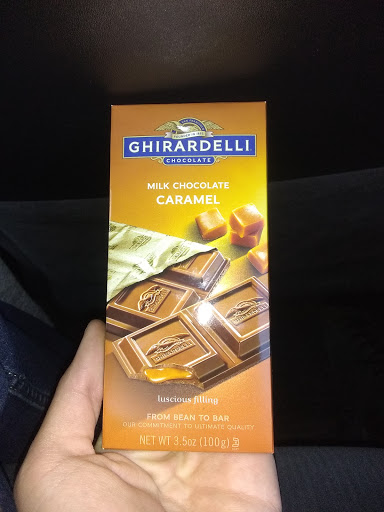 GHIRARDELLI
CHOCOLATE
MILK CHOCOLATE
CARAMEL
GHIRARDELLI
luscious filling
FROM BEAN TO BAR
OUR COMMITMENT TO ULTIMATE QUALITY
NET WT 3.5oz (100g)